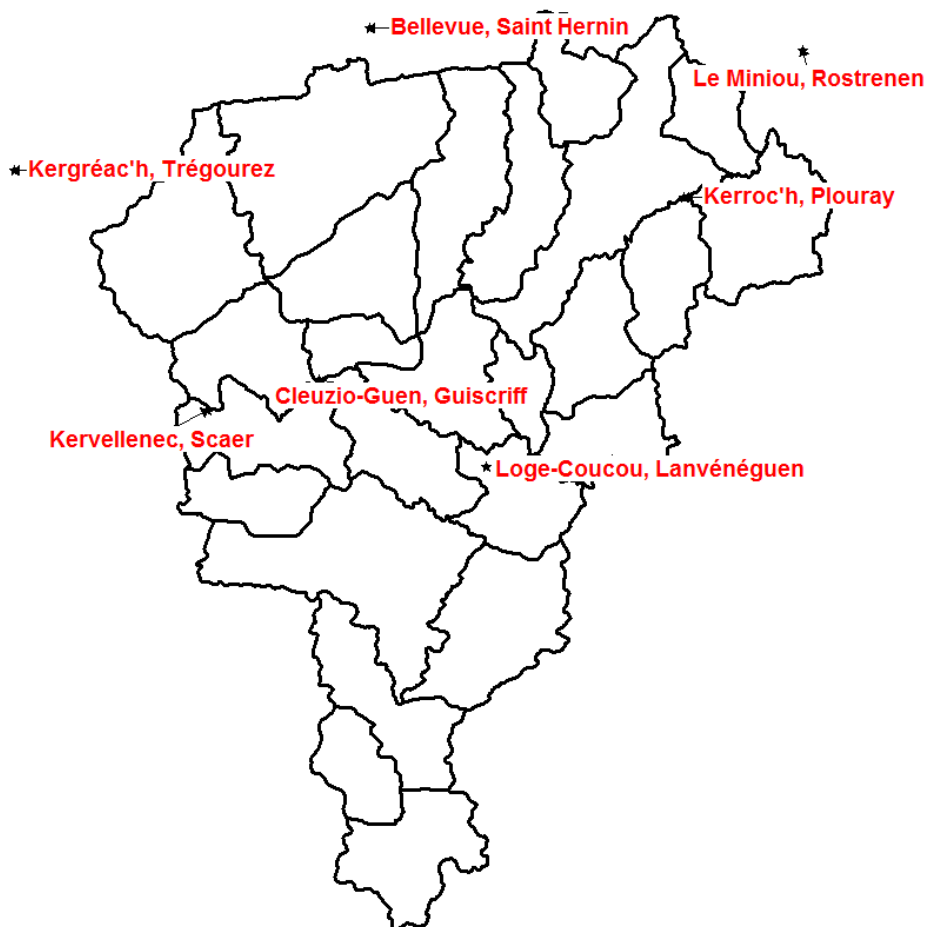 Bellevue, Saint Hernin
Le Miniou, Rostrenen
Kergréac'h, Trégourez
Kerroc'h, Plouray
Cleuzio-Guen, Guiscriff
Kervellenec, Scaer
Loge-Coucou, Lanvénéguen